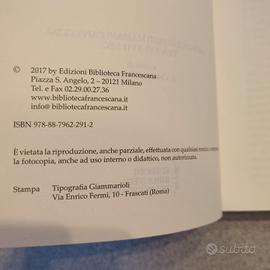 © 2017 by Edizioni Biblioteca Francescana
Piazza S. Angelo, 2 – 20121 Milano
Tel. e Fax 02.29.00.27.36
www.bibliotecafrancescana.it
info@bibliotecafrancescana.it
ISBN 978-88-7962-291-2
È vietata la riproduzione, anche parziale, effettuata con qualsiasi mezzo,
la fotocopia, anche ad uso interno o didattico, non autorizzata.
Stampa Tipografia Giammarioli
Via Enrico Fermi, 10 - Frascati (Roma)
subito